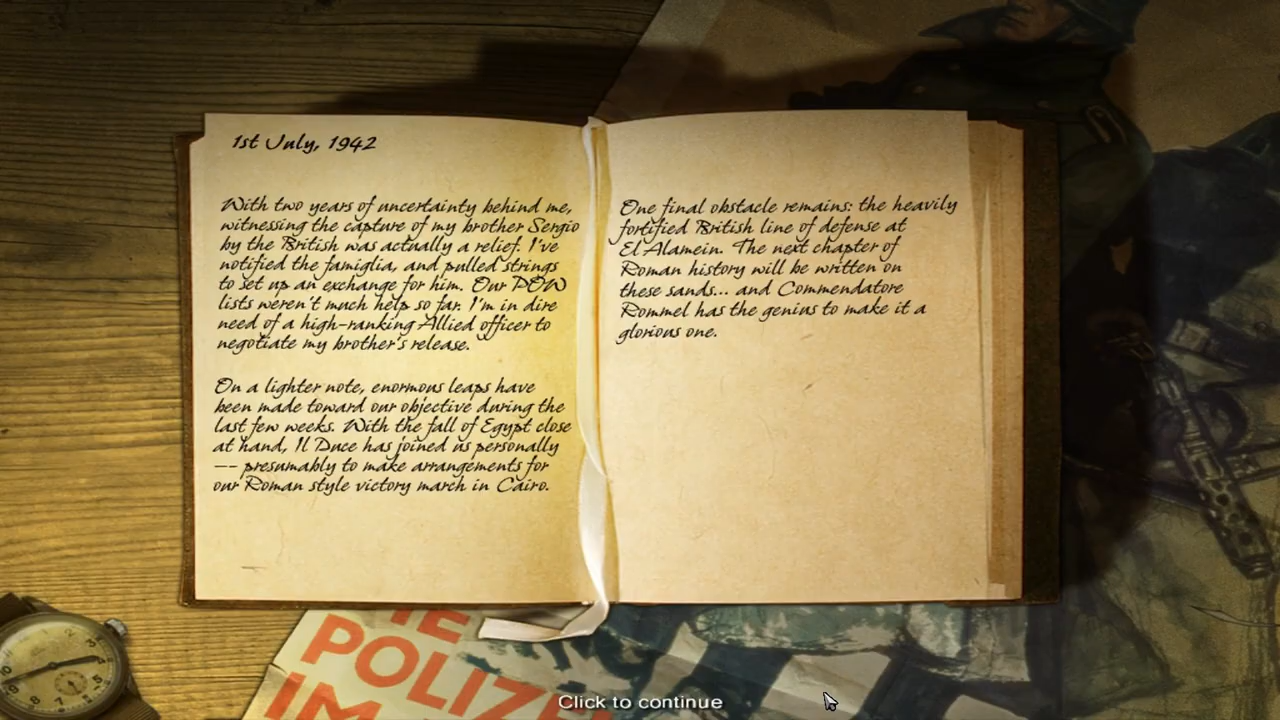 1st July, 1942
With two years of uncertainty behind me,
witnessing the capture of my brother Sergio
by the British was actually a relief. I've
notified the famiglia, and pulled strings
to set up an exchange for him. Our POW
lists weren't much help so far. I'm in dire
need of a high-ranking Allied officer to
negotiate my brother's release.
On a lighter note, enormous leaps have
been made toward our objective during the
last few weeks. With the fall of Egypt close
at hand, Il Duce has joined us personally
-- presumably to make arrangements for
our Roman style victory march in Cairo.
One final obstacle remains: the heavily
fortified British line of defense at
El Alamein. The next chapter of
Roman history will be written on
these sands... and Commendatore
Rommel has the genius to make it a
glorious one.
POLIZE
IM
Click to continue